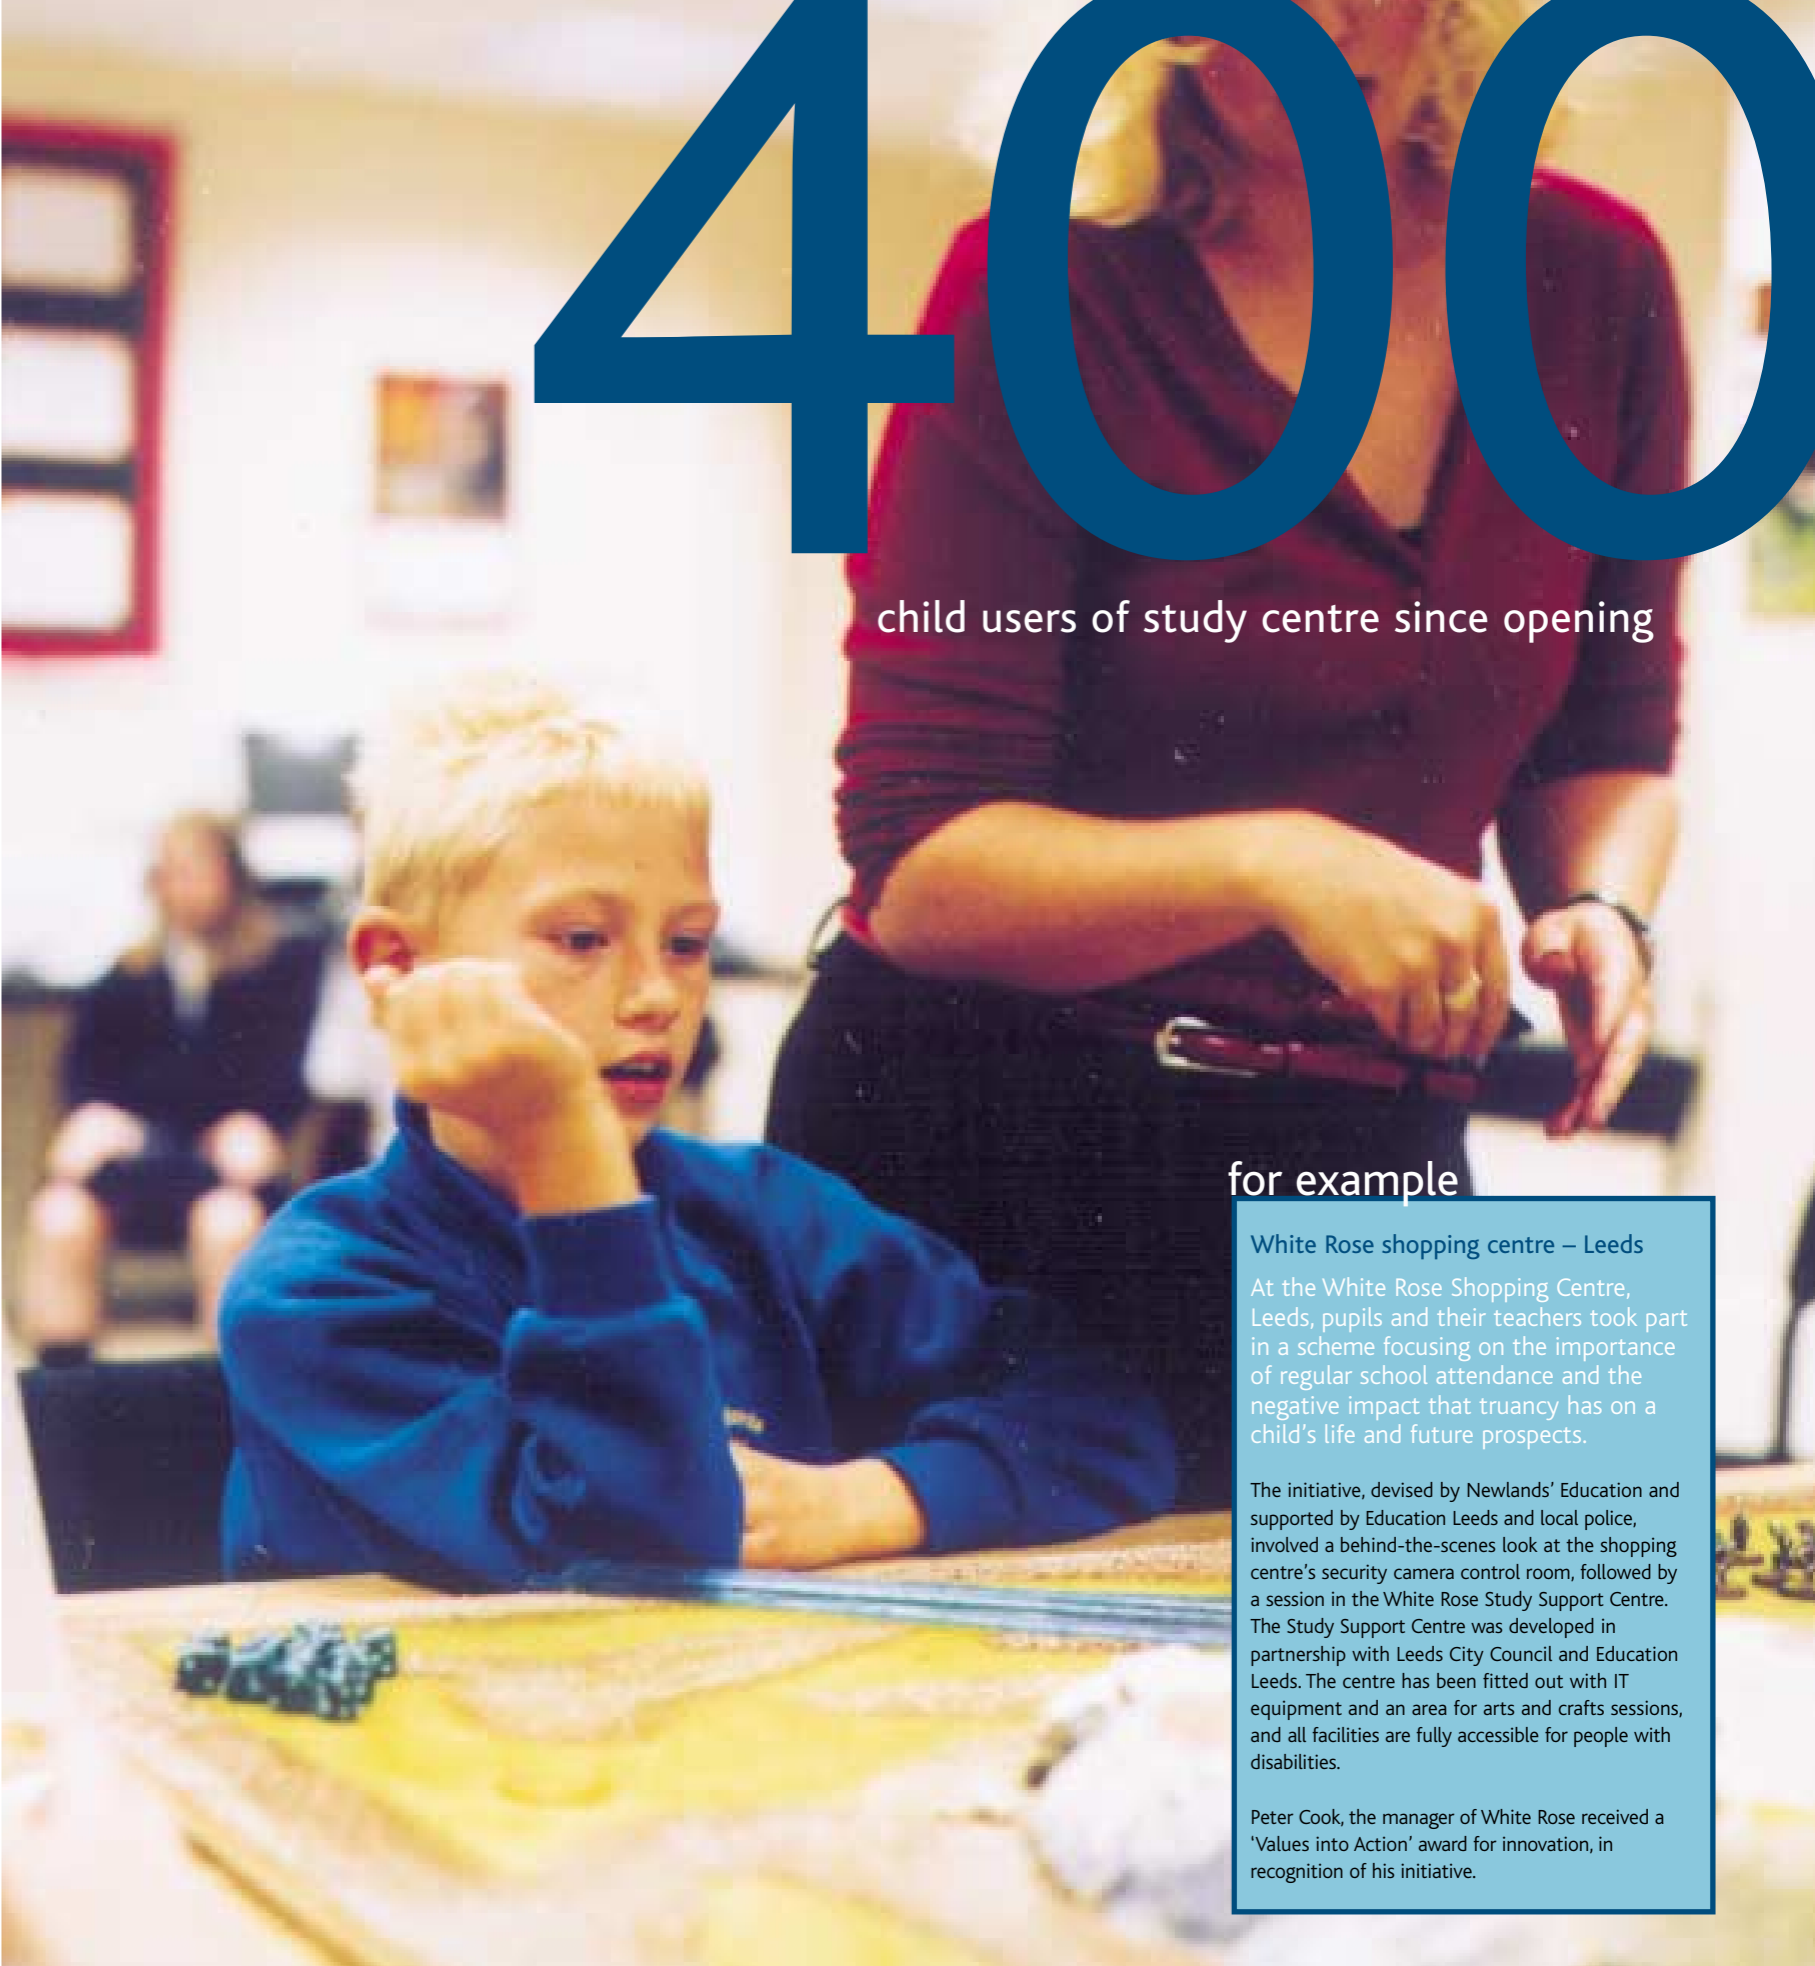 400
child users of study centre since opening
for example
White Rose shopping centre – Leeds
At the White Rose Shopping Centre,
Leeds, pupils and their teachers took part
in a scheme focusing on the importance
of regular school attendance and the
negative impact that truancy has on a
child’s life and future prospects.
The initiative, devised by Newlands’ Education and
supported by Education Leeds and local police,
involved a behind-the-scenes look at the shopping
centre’s security camera control room, followed by
a session in the White Rose Study Support Centre.
The Study Support Centre was developed in
partnership with Leeds City Council and Education
Leeds. The centre has been fitted out with IT
equipment and an area for arts and crafts sessions,
and all facilities are fully accessible for people with
disabilities.
Peter Cook, the manager of White Rose received a
‘Values into Action’ award for innovation, in
recognition of his initiative.